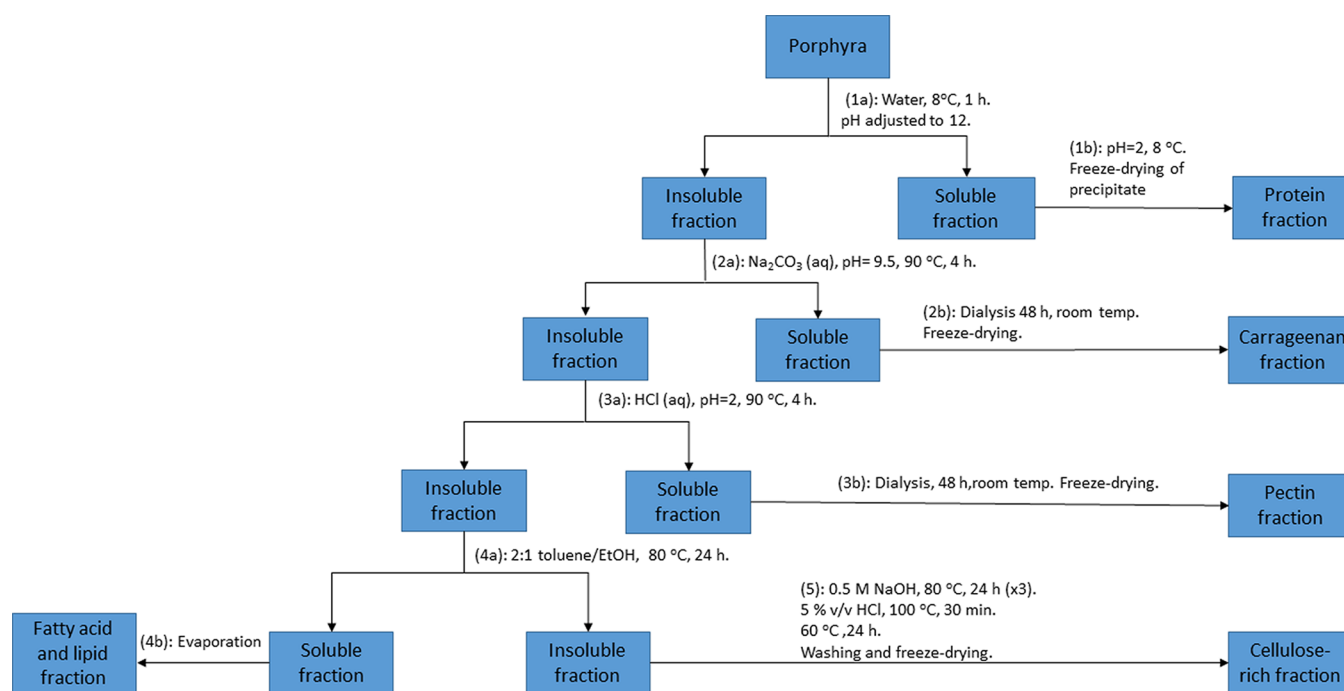 Porphyra
(1a): Water, 8°C, 1 h.
pH adjusted to 12.
Insoluble
fraction
Soluble
fraction
(1b): pH=2, 8 °C.
Freeze-drying of
precipitate
Protein
fraction
(2a): Na₂CO₃ (aq), pH= 9.5, 90 °C, 4 h.
Insoluble
fraction
Soluble
fraction
(2b): Dialysis 48 h, room temp.
Freeze-drying.
Carrageenan
fraction
(3a): HCl (aq), pH=2, 90 °C, 4 h.
Insoluble
fraction
Soluble
fraction
(3b): Dialysis, 48 h,room temp. Freeze-drying.
Pectin
fraction
(4a): 2:1 toluene/EtOH, 80 °C, 24 h.
Fatty acid
and lipid
fraction
(4b): Evaporation
Soluble
fraction
Insoluble
fraction
(5): 0.5 M NaOH, 80 °C, 24 h (x3).
5 % v/v HCl, 100 °C, 30 min.
60 °C ,24 h.
Washing and freeze-drying.
Cellulose-
rich fraction